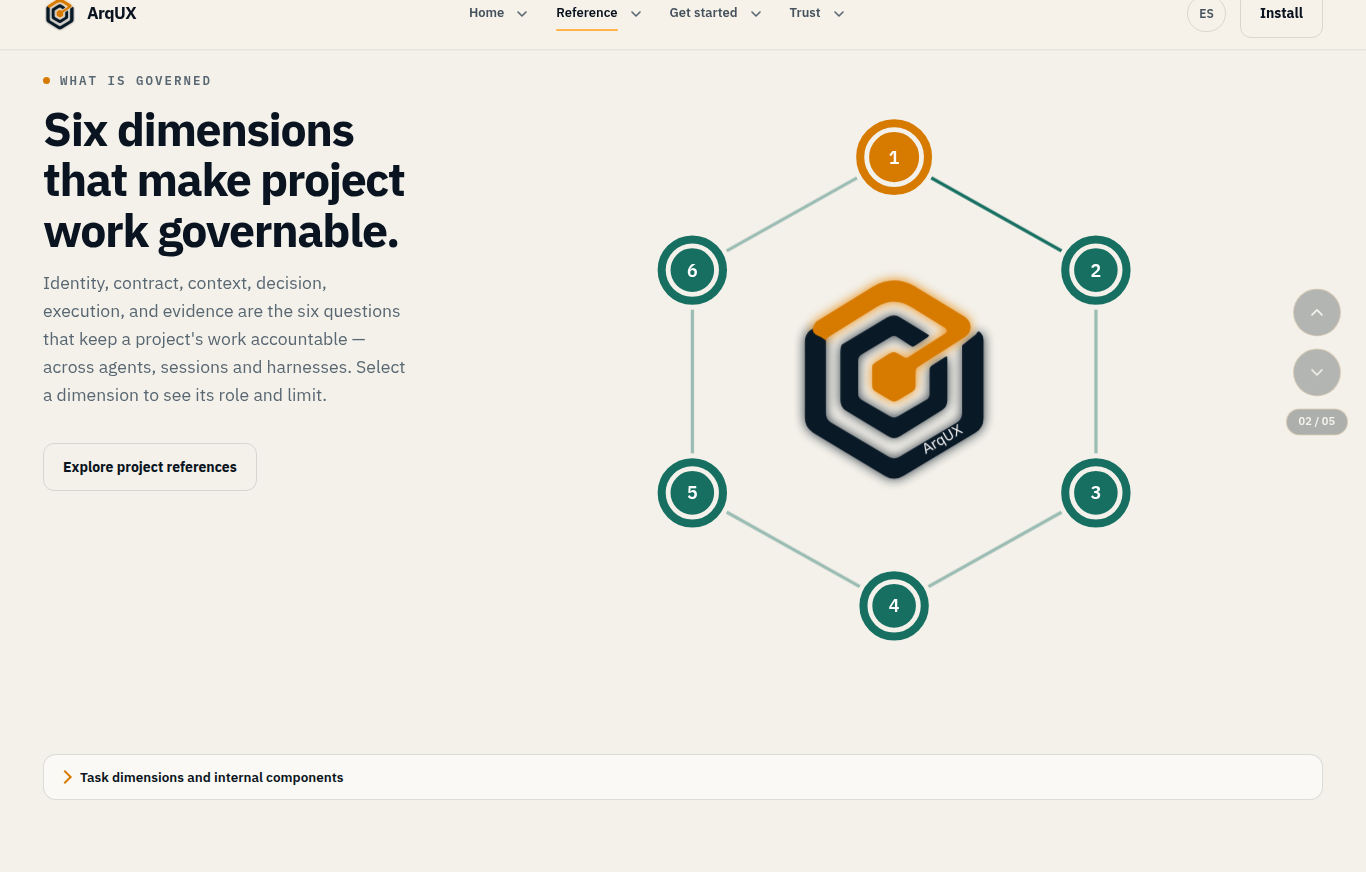 ArqUX
Home
Reference
Get started
Trust
ES
Install
WHAT IS GOVERNED
Six dimensions
that make project
work governable.
Identity, contract, context, decision,
execution, and evidence are the six questions
that keep a project's work accountable —
across agents, sessions and harnesses. Select
a dimension to see its role and limit.
Explore project references
1
6
2
ArqUX
5
3
4
02 / 05
Task dimensions and internal components